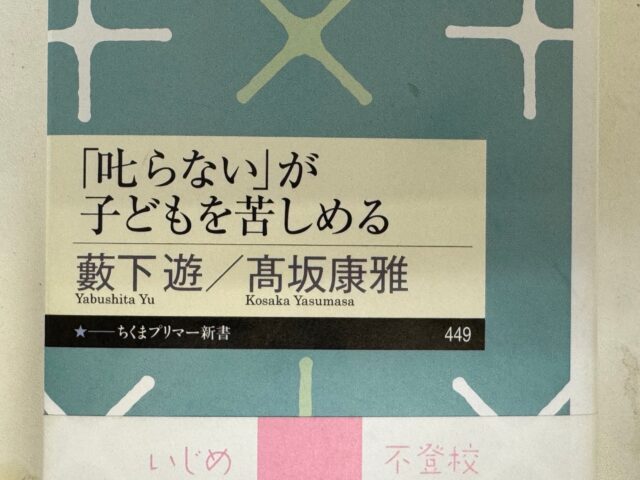 「叱らない」が
子どもを苦しめる
藪下 遊／髙坂康雅
Yabushita Yu Kosaka Yasumasa
★──ちくまプリマー新書 449
いじめ 不登校